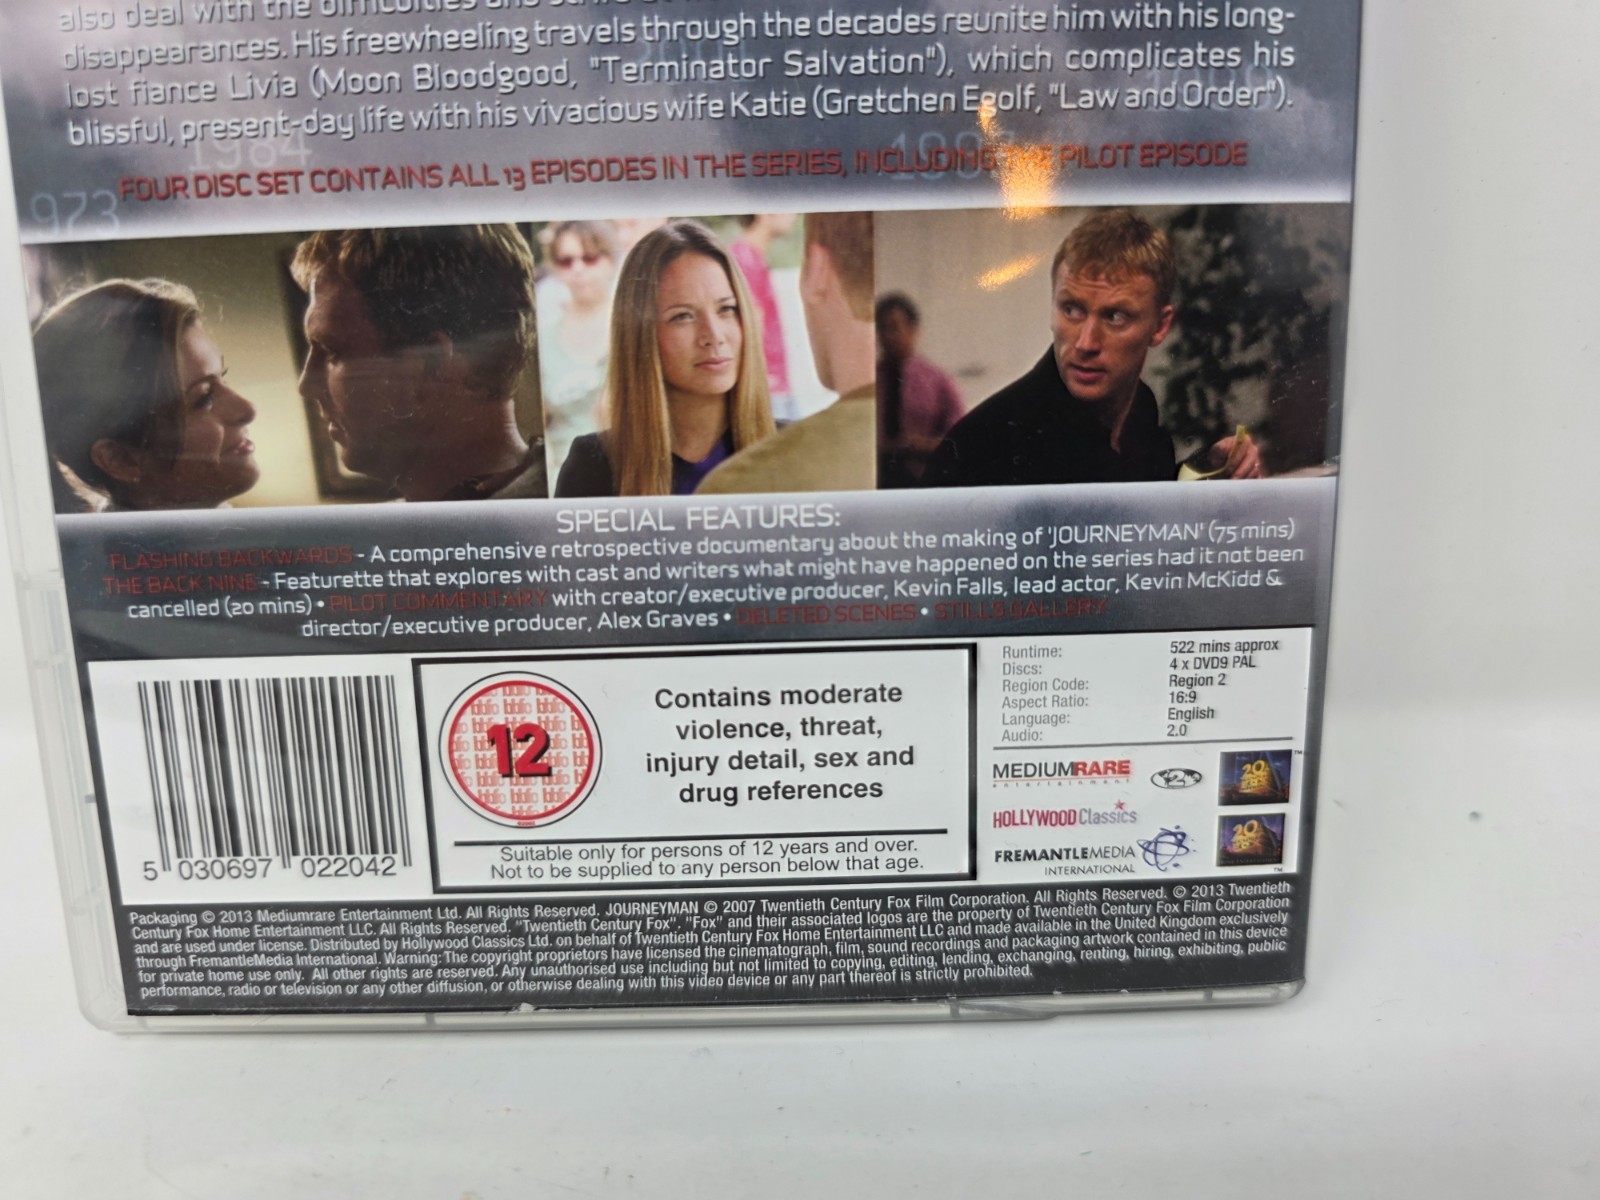 also deal with the difficulties and
disappearances. His freewheeling travels through the decades reunite him with his long-
lost fiance Livia (Moon Bloodgood, "Terminator Salvation"), which complicates his
blissful, present-day life with his vivacious wife Katie (Gretchen Egolf, "Law and Order").
1984
973
FOUR DISC SET CONTAINS ALL 13 EPISODES IN THE SERIES, INCLUDING THE PILOT EPISODE
SPECIAL FEATURES:
FLASHING BACKWARDS - A comprehensive retrospective documentary about the making of 'JOURNEYMAN' (75 mins)
THE BACK NINE - Featurette that explores with cast and writers what might have happened on the series had it not been
cancelled (20 mins) • PILOT COMMENTARY with creator/executive producer, Kevin Falls, lead actor, Kevin McKidd &
director/executive producer, Alex Graves • DELETED SCENES • STILLS GALLERY
5 030697 022042
12
Contains moderate
violence, threat,
injury detail, sex and
drug references
Suitable only for persons of 12 years and over.
Not to be supplied to any person below that age.
Runtime: 522 mins approx
Discs: 4 x DVD9 PAL
Region Code: Region 2
Aspect Ratio: 16:9
Language: English
Audio: 2.0
MEDIUMRARE
entertainment
2
HOLLYWOOD Classics
FREMANTLEMEDIA
INTERNATIONAL
Packaging © 2013 Mediumrare Entertainment Ltd. All Rights Reserved. JOURNEYMAN © 2007 Twentieth Century Fox Film Corporation. All Rights Reserved. © 2013 Twentieth
Century Fox Home Entertainment LLC. All Rights Reserved. "Twentieth Century Fox", "Fox" and their associated logos are the property of Twentieth Century Fox Film Corporation
and are used under license. Distributed by Hollywood Classics Ltd. on behalf of Twentieth Century Fox Home Entertainment LLC and made available in the United Kingdom exclusively
through FremantleMedia International. Warning: The copyright proprietors have licensed the cinematograph, film, sound recordings and packaging artwork contained in this device
for private home use only. All other rights are reserved. Any unauthorised use including but not limited to copying, editing, lending, exchanging, renting, hiring, exhibiting, public
performance, radio or television or any other diffusion, or otherwise dealing with this video device or any part thereof is strictly prohibited.